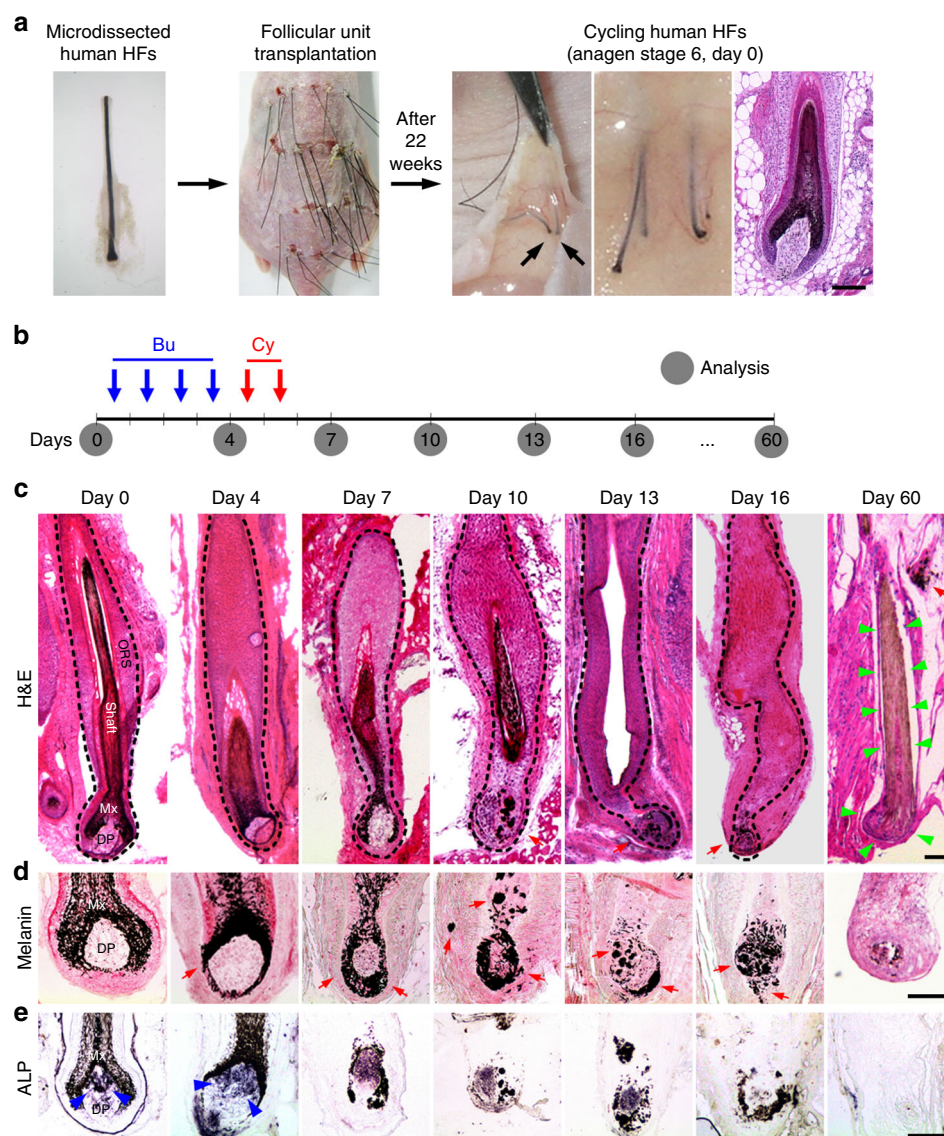 a
Microdissected
human HFs
Follicular unit
transplantation
After
22
weeks
Cycling human HFs
(anagen stage 6, day 0)
b
Bu
Cy
Analysis
Days 0 4 7 10 13 16 ... 60
c
Day 0 Day 4 Day 7 Day 10 Day 13 Day 16 Day 60
H&E
ORS
Shaft
Mx
DP
d
Melanin
Mx
DP
e
ALP
Mx
DP